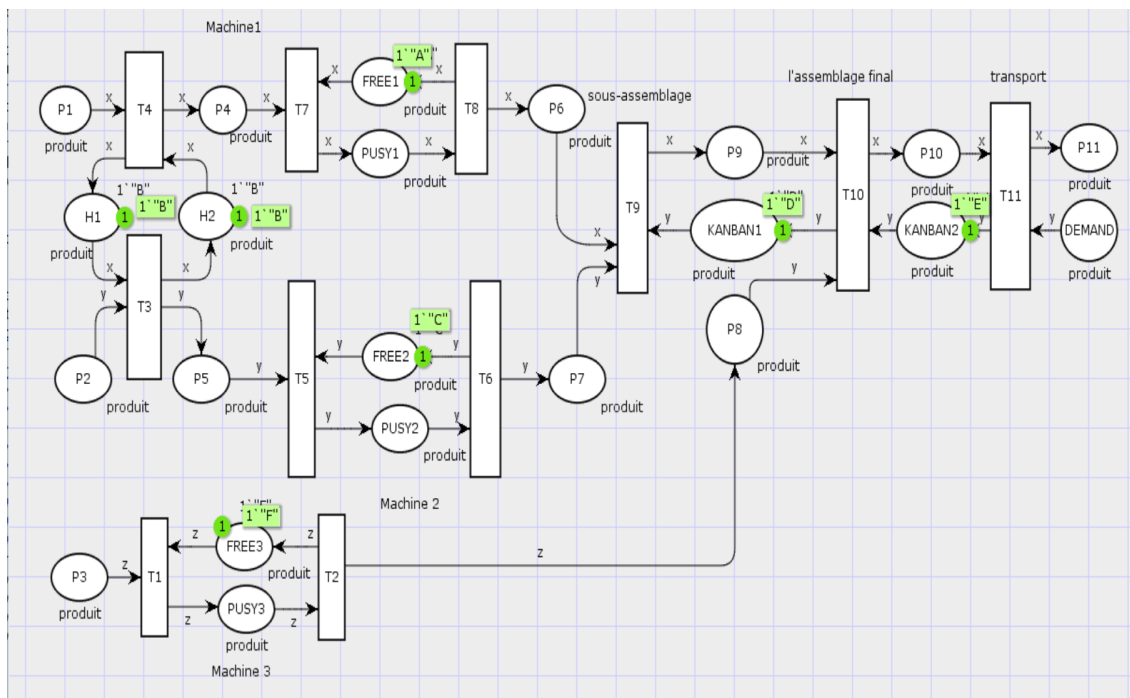 Machine1
1`"A"
x
FREE1
1
x
T8
l'assemblage final
transport
P1
x
T4
x
P4
x
T7
produit
x
P6
sous-assemblage
produit
produit
produit
x
PUSY1
x
produit
T9
x
P9
produit
x
T10
x
P10
x
T11
x
P11
produit
produit
x
x
produit
1`"B"
1`"B"
H1
1
1`"B"
H2
1
1`"B"
produit
produit
x
1`"D"
1`"E"
y
KANBAN1
1
y
y
KANBAN2
1
y
y
DEMAND
produit
produit
produit
x
x
y
T3
y
x
y
y
P8
produit
1`"C"
y
FREE2
1
y
produit
P2
produit
P5
produit
y
T5
T6
y
P7
produit
y
PUSY2
y
produit
Machine 2
1`"F"
1
z
FREE3
z
produit
z
P3
z
T1
T2
produit
z
PUSY3
z
produit
Machine 3